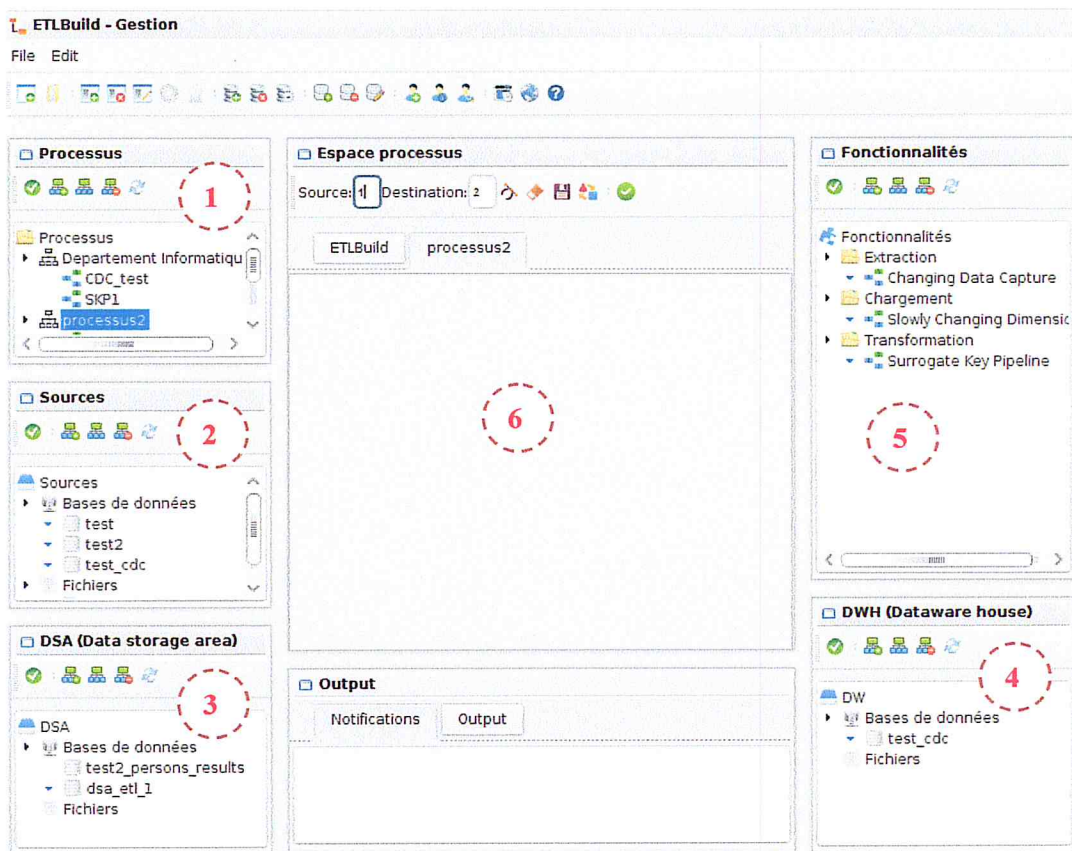 ETLBuild - Gestion
File Edit
Processus
1
Processus
Departement Informatiqu
CDC_test
SKP1
processus2
Sources
2
Sources
Bases de données
test
test2
test_cdc
Fichiers
DSA (Data storage area)
3
DSA
Bases de données
test2_persons_results
dsa_etl_1
Fichiers
Espace processus
Source: 1 Destination: 2
ETLBuild processus2
6
Output
Notifications Output
Fonctionnalités
Fonctionnalités
Extraction
Changing Data Capture
Chargement
Slowly Changing Dimensic
Transformation
Surrogate Key Pipeline
5
DWH (Dataware house)
4
DW
Bases de données
test_cdc
Fichiers